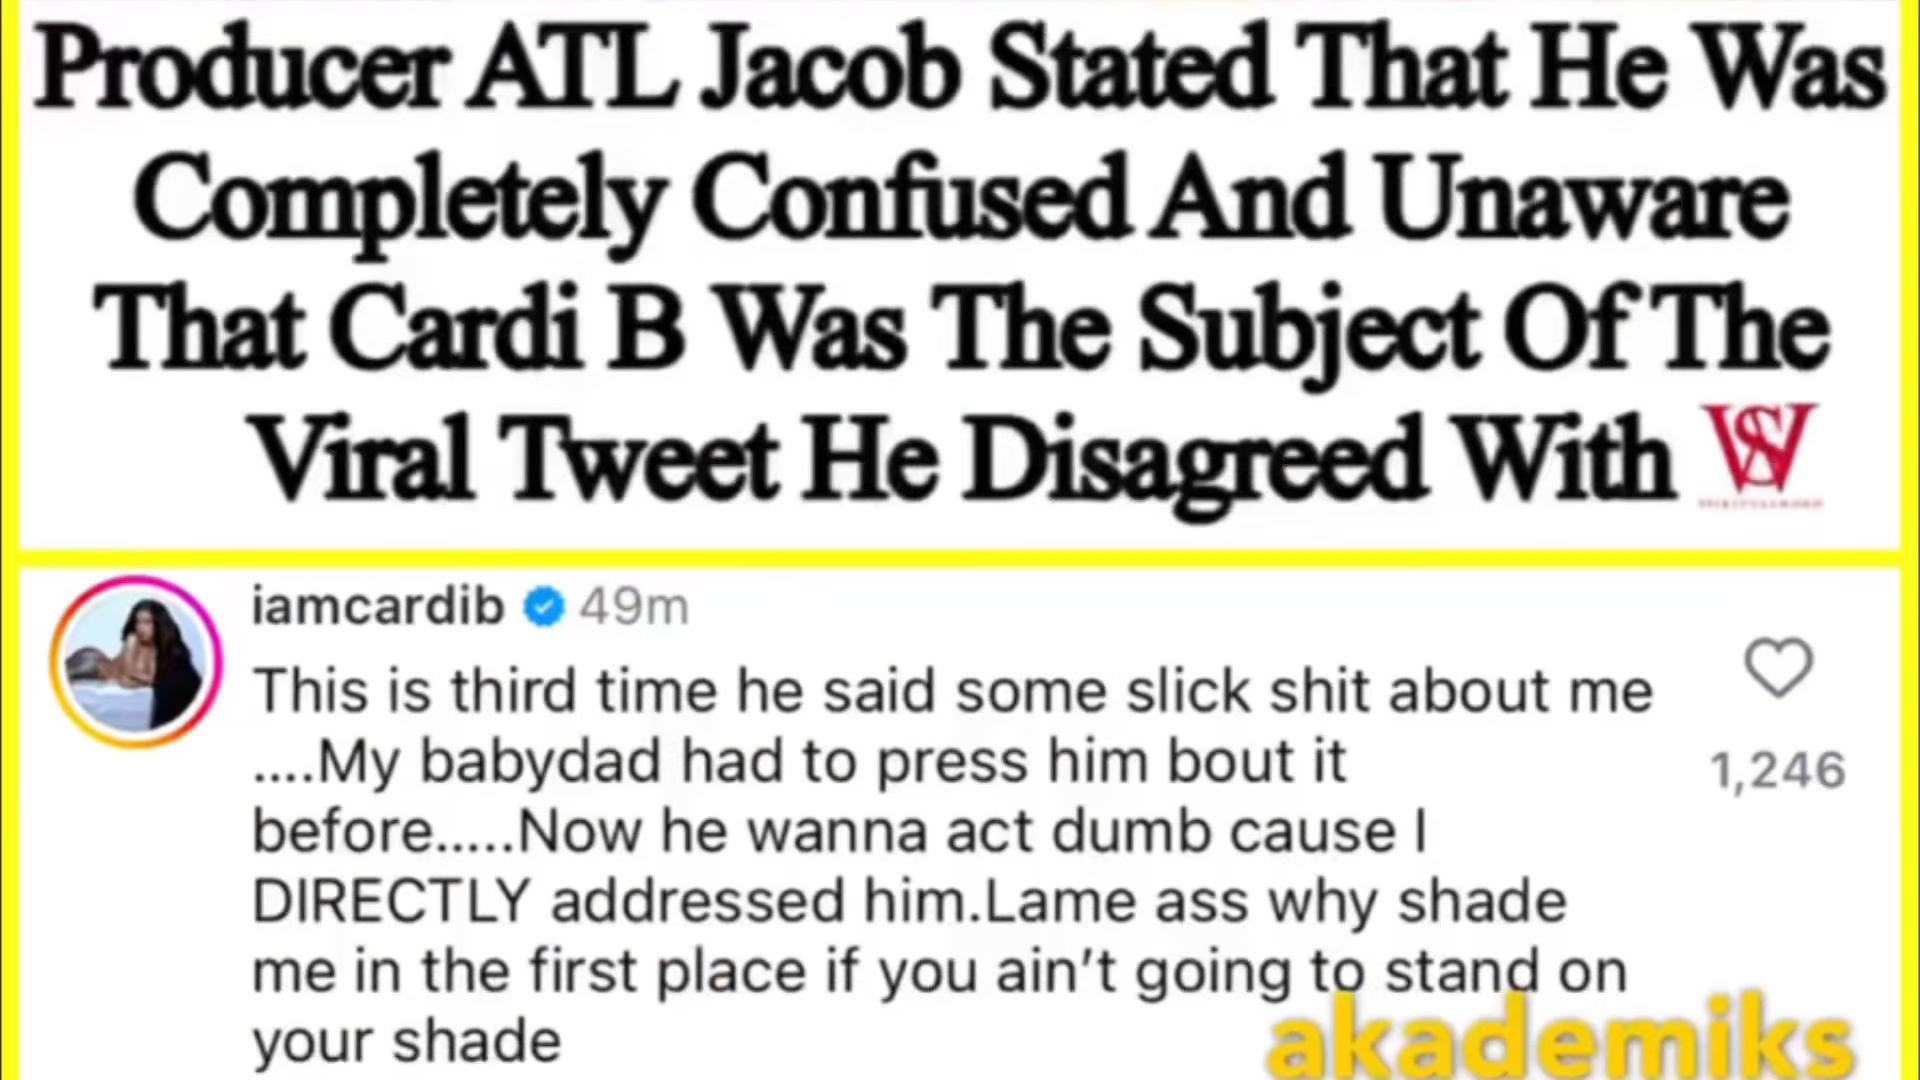 Producer ATL Jacob Stated That He Was
Completely Confused And Unaware
That Cardi B Was The Subject Of The
Viral Tweet He Disagreed With
iamcardib 49m
This is third time he said some slick shit about me
....My babydad had to press him bout it
1,246
before.....Now he wanna act dumb cause I
DIRECTLY addressed him.Lame ass why shade
me in the first place if you ain't going to stand on
your shade
akademiks